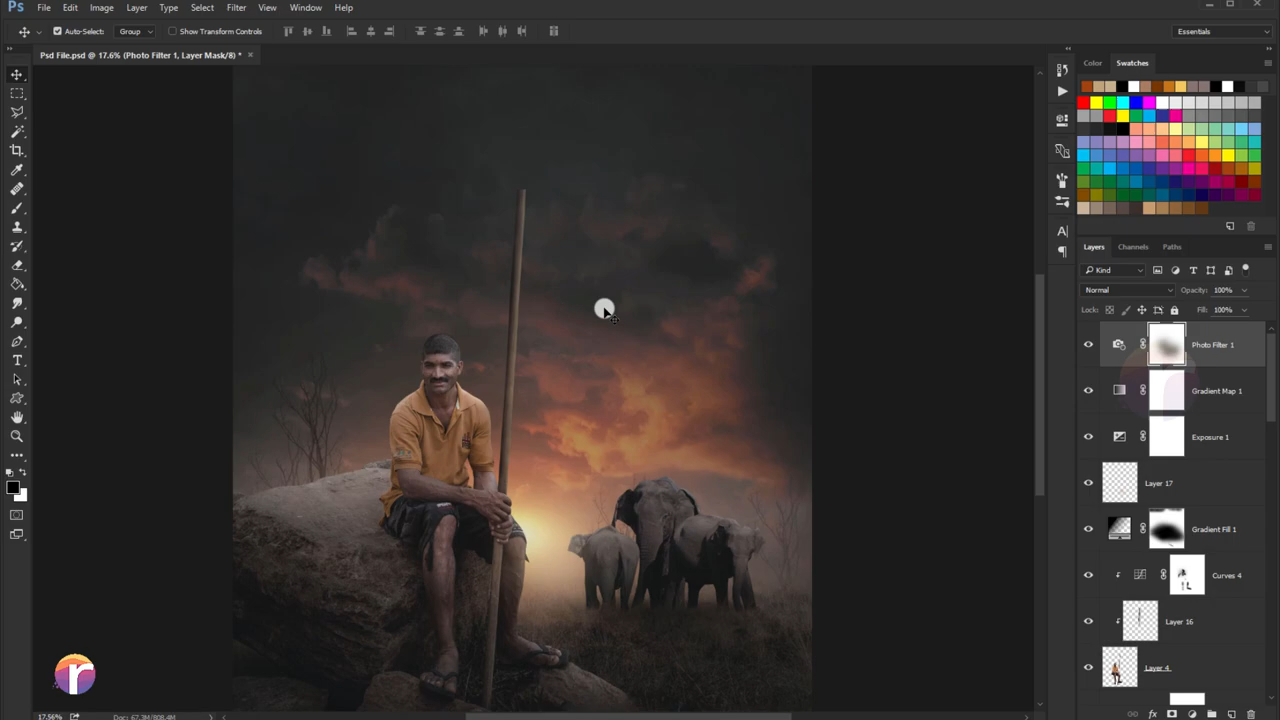 Ps File Edit Image Layer Type Select Filter View Window Help
Auto-Select: Group Show Transform Controls Essentials
Psd File.psd @ 17.6% (Photo Filter 1, Layer Mask/8) * ×
Color Swatches
Layers Channels Paths
Kind
Normal Opacity: 100%
Lock: Fill: 100%
Photo Filter 1
Gradient Map 1
Exposure 1
Layer 17
Gradient Fill 1
Curves 4
Layer 16
Layer 4
r
17.56% Doc: 67.3M/808.4M
fx